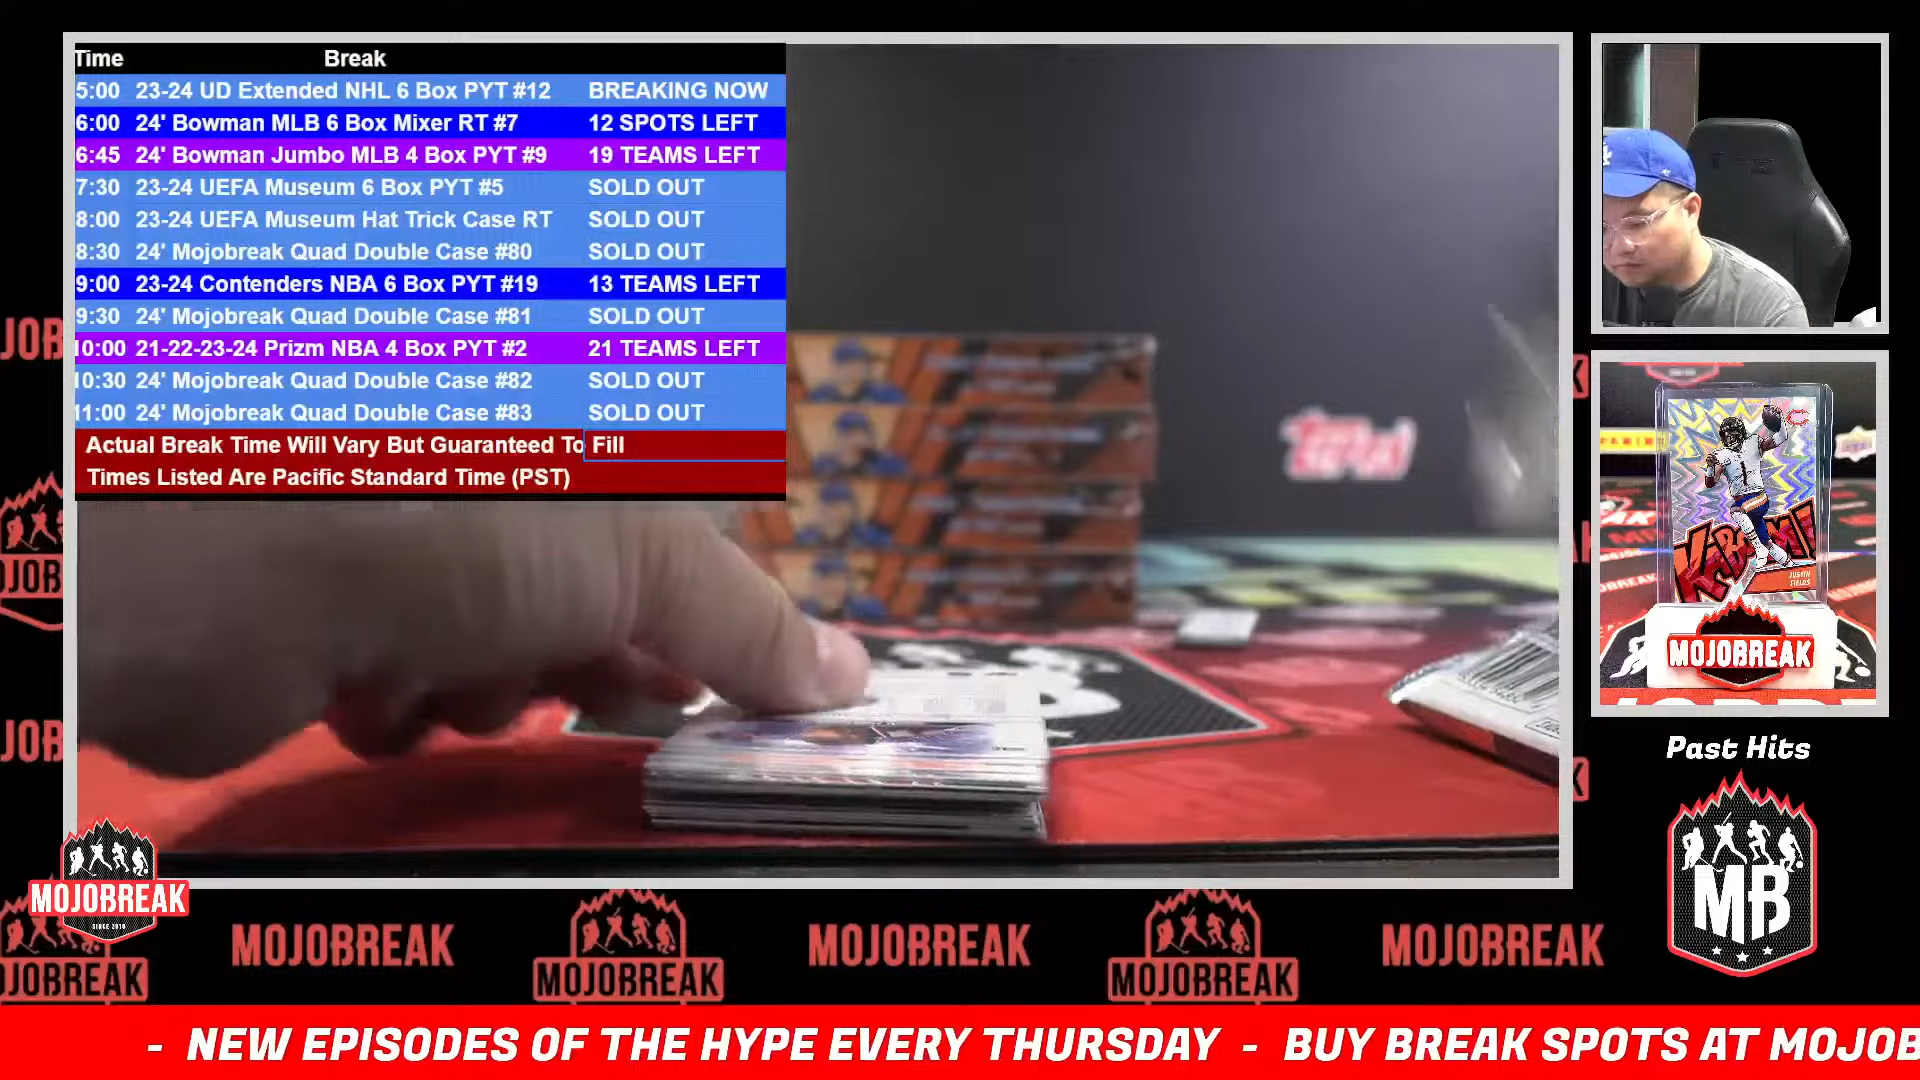 Time Break
5:00 23-24 UD Extended NHL 6 Box PYT #12 BREAKING NOW
6:00 24' Bowman MLB 6 Box Mixer RT #7 12 SPOTS LEFT
6:45 24' Bowman Jumbo MLB 4 Box PYT #9 19 TEAMS LEFT
7:30 23-24 UEFA Museum 6 Box PYT #5 SOLD OUT
8:00 23-24 UEFA Museum Hat Trick Case RT SOLD OUT
8:30 24' Mojobreak Quad Double Case #80 SOLD OUT
9:00 23-24 Contenders NBA 6 Box PYT #19 13 TEAMS LEFT
9:30 24' Mojobreak Quad Double Case #81 SOLD OUT
10:00 21-22-23-24 Prizm NBA 4 Box PYT #2 21 TEAMS LEFT
10:30 24' Mojobreak Quad Double Case #82 SOLD OUT
11:00 24' Mojobreak Quad Double Case #83 SOLD OUT
Actual Break Time Will Vary But Guaranteed To Fill
Times Listed Are Pacific Standard Time (PST)
topps
PANINI
1
KABOOM!
JUSTIN
FIELDS
MOJOBREAK
Past Hits
MB
MOJOBREAK
SINCE 2010
MOJOBREAK
MOJOBREAK
MOJOBREAK
MOJOBREAK
MOJOBREAK
- NEW EPISODES OF THE HYPE EVERY THURSDAY - BUY BREAK SPOTS AT MOJOB